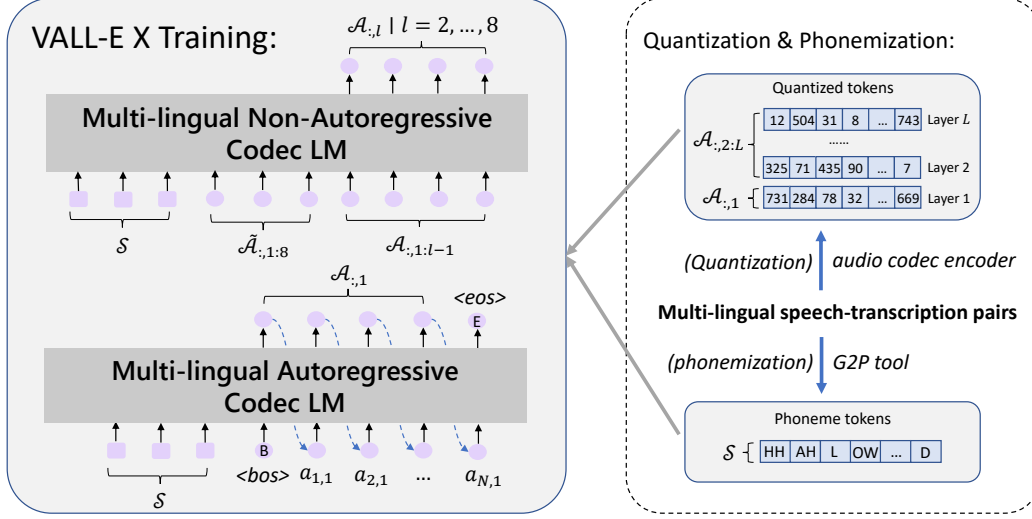 VALL-E X Training:
𝒜:,l | l = 2, …, 8
Multi-lingual Non-Autoregressive
Codec LM
𝒮
Ã:,1:8
𝒜:,1:l−1
𝒜:,1
<eos>
E
Multi-lingual Autoregressive
Codec LM
B
<bos>
a1,1
a2,1
…
aN,1
𝒮
Quantization & Phonemization:
Quantized tokens
𝒜:,2:L
12 504 31 8 ... 743 Layer L
......
325 71 435 90 ... 7 Layer 2
𝒜:,1
731 284 78 32 ... 669 Layer 1
(Quantization) audio codec encoder
Multi-lingual speech-transcription pairs
(phonemization) G2P tool
Phoneme tokens
𝒮 HH AH L OW ... D